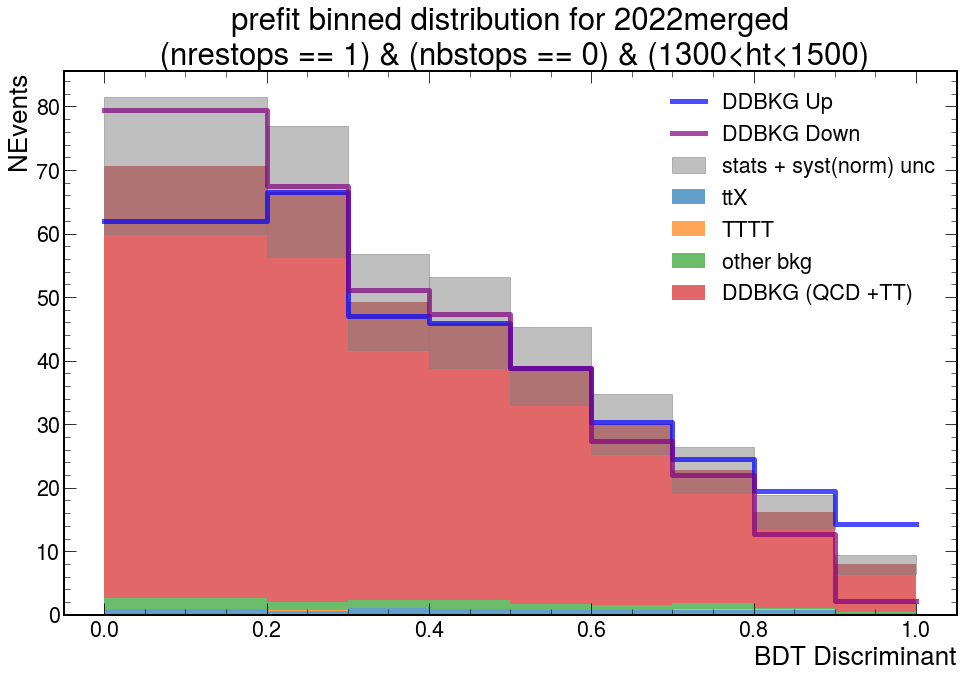 prefit binned distribution for 2022merged
(nrestops == 1) & (nbstops == 0) & (1300<ht<1500)
NEvents
80
70
60
50
40
30
20
10
0
DDBKG Up
DDBKG Down
stats + syst(norm) unc
ttX
TTTT
other bkg
DDBKG (QCD +TT)
0.0 0.2 0.4 0.6 0.8 1.0
BDT Discriminant